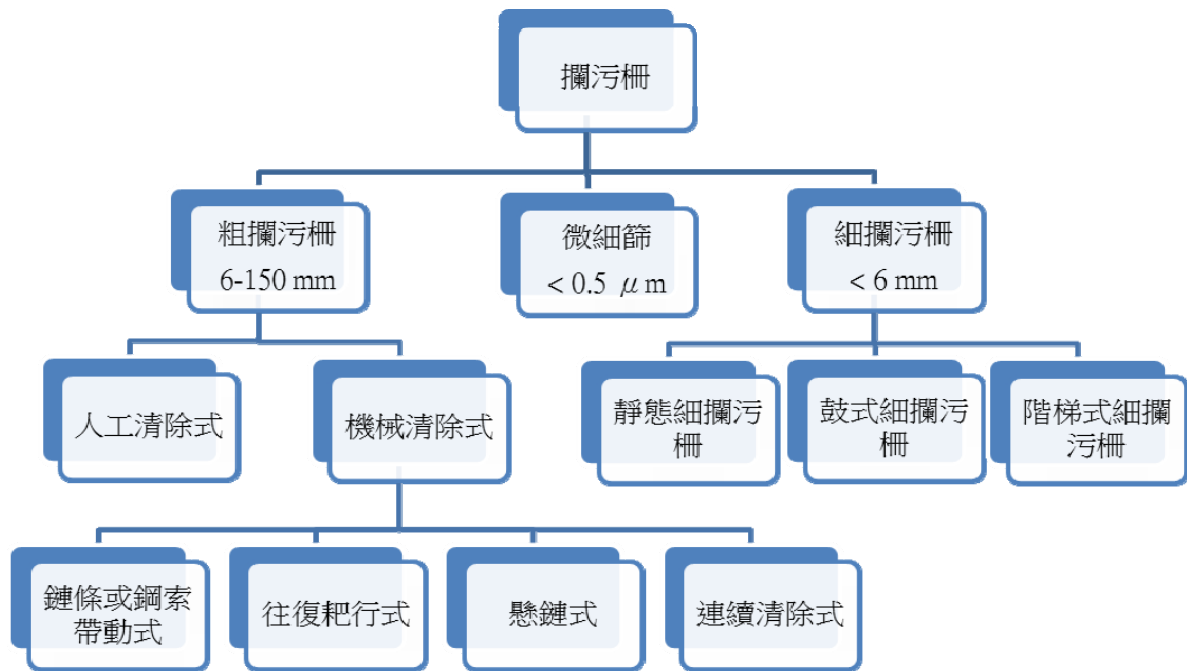 攔污柵
粗攔污柵
6-150 mm
微細篩
< 0.5 μm
細攔污柵
< 6 mm
人工清除式
機械清除式
靜態細攔污
柵
鼓式細攔污
柵
階梯式細攔
污柵
鏈條或鋼索
帶動式
往復耙行式
懸鏈式
連續清除式